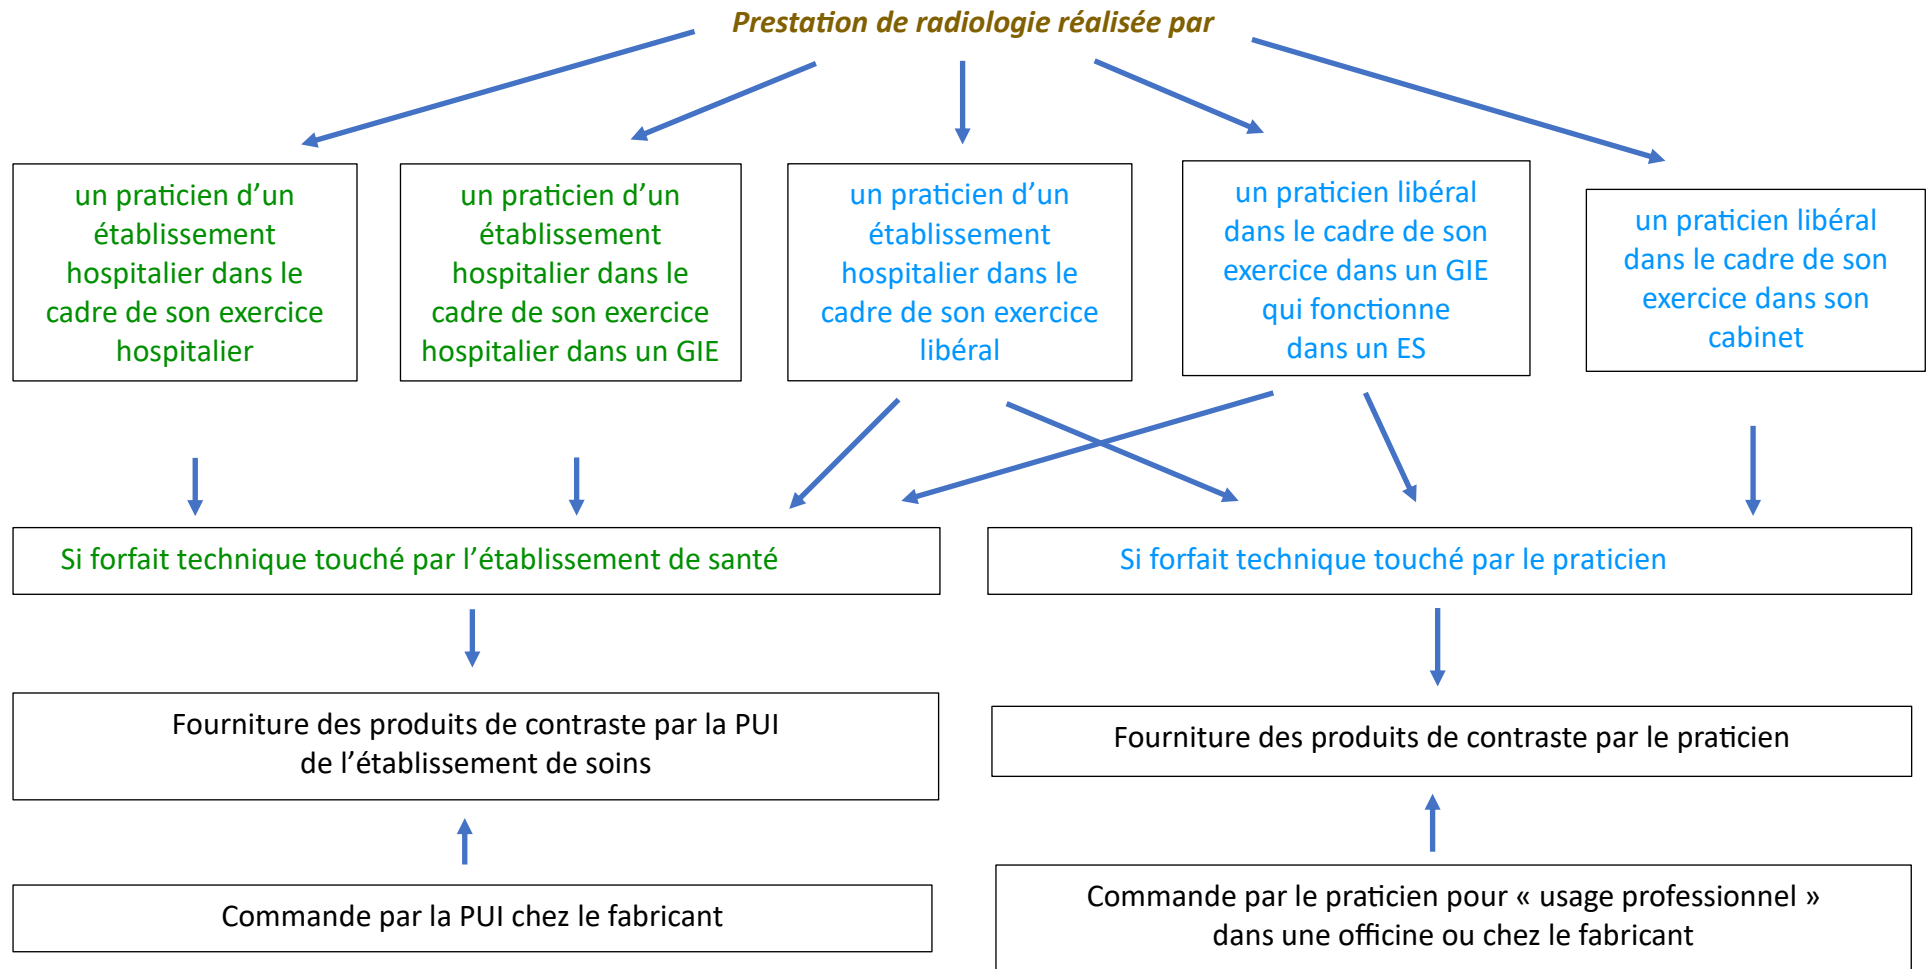 Prestation de radiologie réalisée par
un praticien d’un
établissement
hospitalier dans le
cadre de son exercice
hospitalier
un praticien d’un
établissement
hospitalier dans le
cadre de son exercice
hospitalier dans un GIE
un praticien d’un
établissement
hospitalier dans le
cadre de son exercice
libéral
un praticien libéral
dans le cadre de son
exercice dans un GIE
qui fonctionne
dans un ES
un praticien libéral
dans le cadre de son
exercice dans son
cabinet
Si forfait technique touché par l’établissement de santé
Si forfait technique touché par le praticien
Fourniture des produits de contraste par la PUI
de l’établissement de soins
Fourniture des produits de contraste par le praticien
Commande par la PUI chez le fabricant
Commande par le praticien pour « usage professionnel »
dans une officine ou chez le fabricant